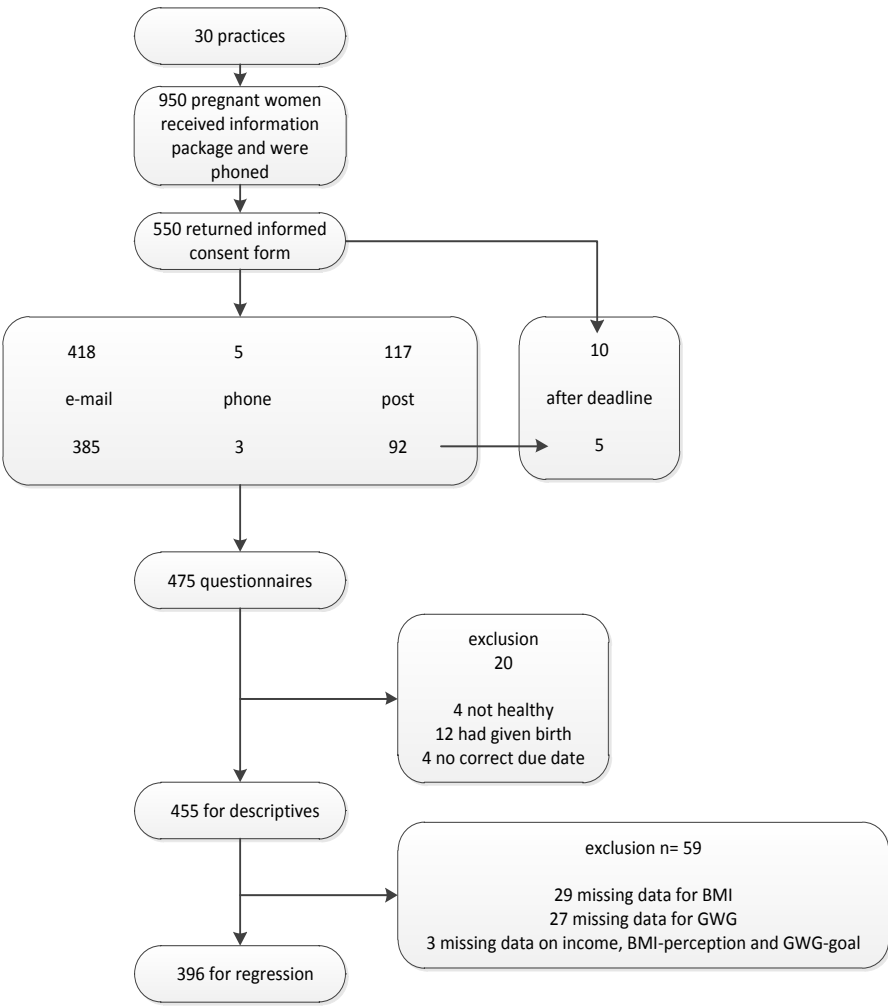 30 practices
950 pregnant women
received information
package and were
phoned
550 returned informed
consent form
418 5 117
e-mail phone post
385 3 92
10
after deadline
5
475 questionnaires
exclusion
20
4 not healthy
12 had given birth
4 no correct due date
455 for descriptives
exclusion n= 59
29 missing data for BMI
27 missing data for GWG
3 missing data on income, BMI-perception and GWG-goal
396 for regression